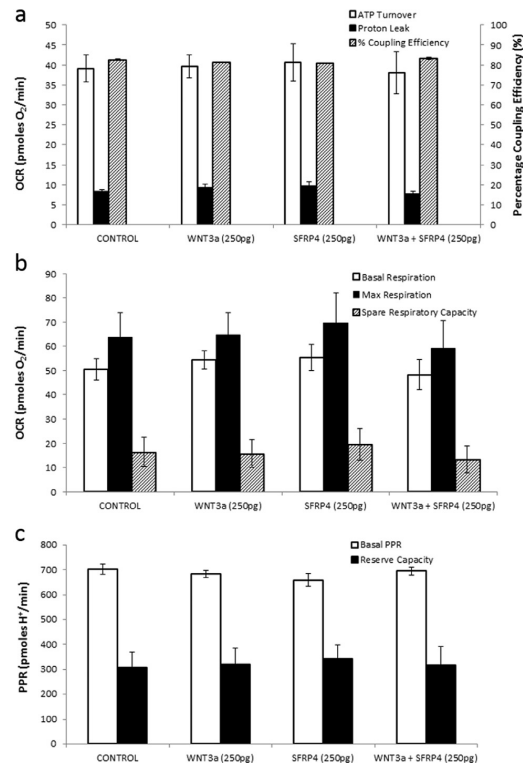 a
ATP Turnover
Proton Leak
% Coupling Efficiency
OCR (pmoles O₂/min)
50
45
40
35
30
25
20
15
10
5
0
100
90
80
70
60
50
40
30
20
10
0
Percentage Coupling Efficiency (%)
CONTROL WNT3a (250pg) SFRP4 (250pg) WNT3a + SFRP4 (250pg)
b
Basal Respiration
Max Respiration
Spare Respiratory Capacity
OCR (pmoles O₂/min)
90
80
70
60
50
40
30
20
10
0
CONTROL WNT3a (250pg) SFRP4 (250pg) WNT3a + SFRP4 (250pg)
c
Basal PPR
Reserve Capacity
PPR (pmoles H⁺/min)
800
700
600
500
400
300
200
100
0
CONTROL WNT3a (250pg) SFRP4 (250pg) WNT3a + SFRP4 (250pg)